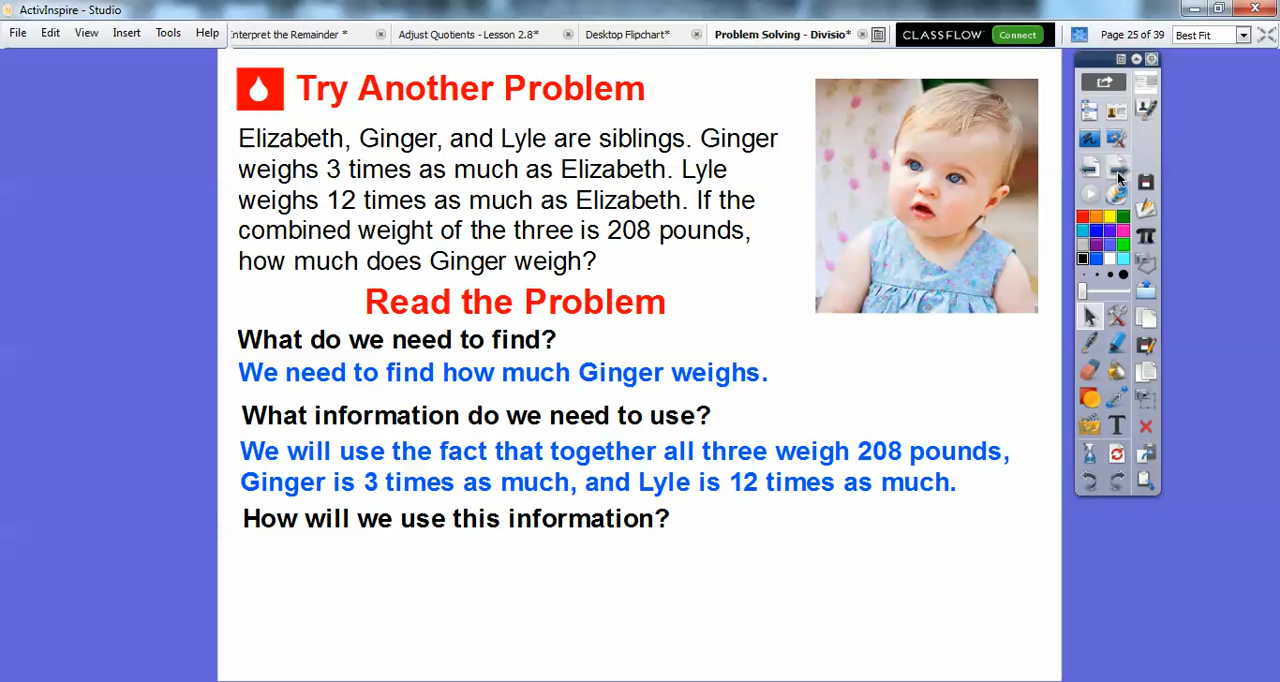 ActivInspire - Studio
File Edit View Insert Tools Help
Interpret the Remainder * Adjust Quotients - Lesson 2.8* Desktop Flipchart* Problem Solving - Divisio* CLASSFLOW Connect Page 25 of 39 Best Fit
Try Another Problem
Elizabeth, Ginger, and Lyle are siblings. Ginger
weighs 3 times as much as Elizabeth. Lyle
weighs 12 times as much as Elizabeth. If the
combined weight of the three is 208 pounds,
how much does Ginger weigh?
Read the Problem
What do we need to find?
We need to find how much Ginger weighs.
What information do we need to use?
We will use the fact that together all three weigh 208 pounds,
Ginger is 3 times as much, and Lyle is 12 times as much.
How will we use this information?